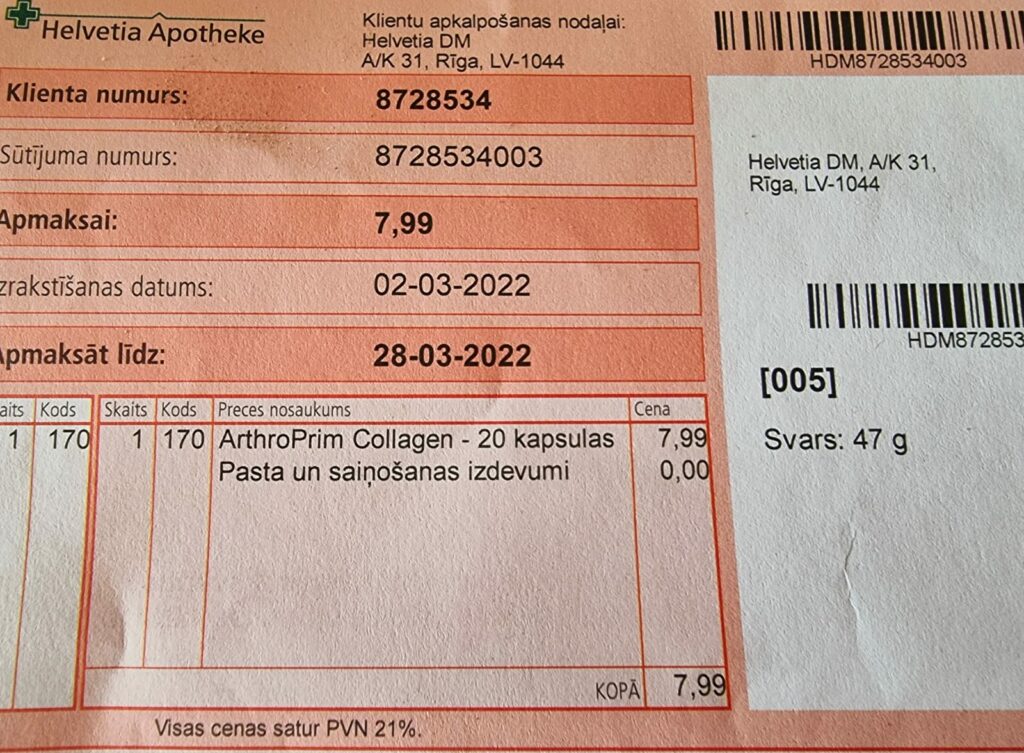 Helvetia Apotheke
Klientu apkalpošanas nodaļai:
Helvetia DM
A/K 31, Rīga, LV-1044
HDM8728534003
Klienta numurs: 8728534
Sūtījuma numurs: 8728534003
Apmaksai: 7,99
zrakstīšanas datums: 02-03-2022
Apmaksāt līdz: 28-03-2022
Helvetia DM, A/K 31,
Rīga, LV-1044
HDM872853
[005]
Svars: 47 g
aits Kods Skaits Kods Preces nosaukums Cena
1 170 1 170 ArthroPrim Collagen - 20 kapsulas 7,99
Pasta un saiņošanas izdevumi 0,00
KOPĀ 7,99
Visas cenas satur PVN 21%.